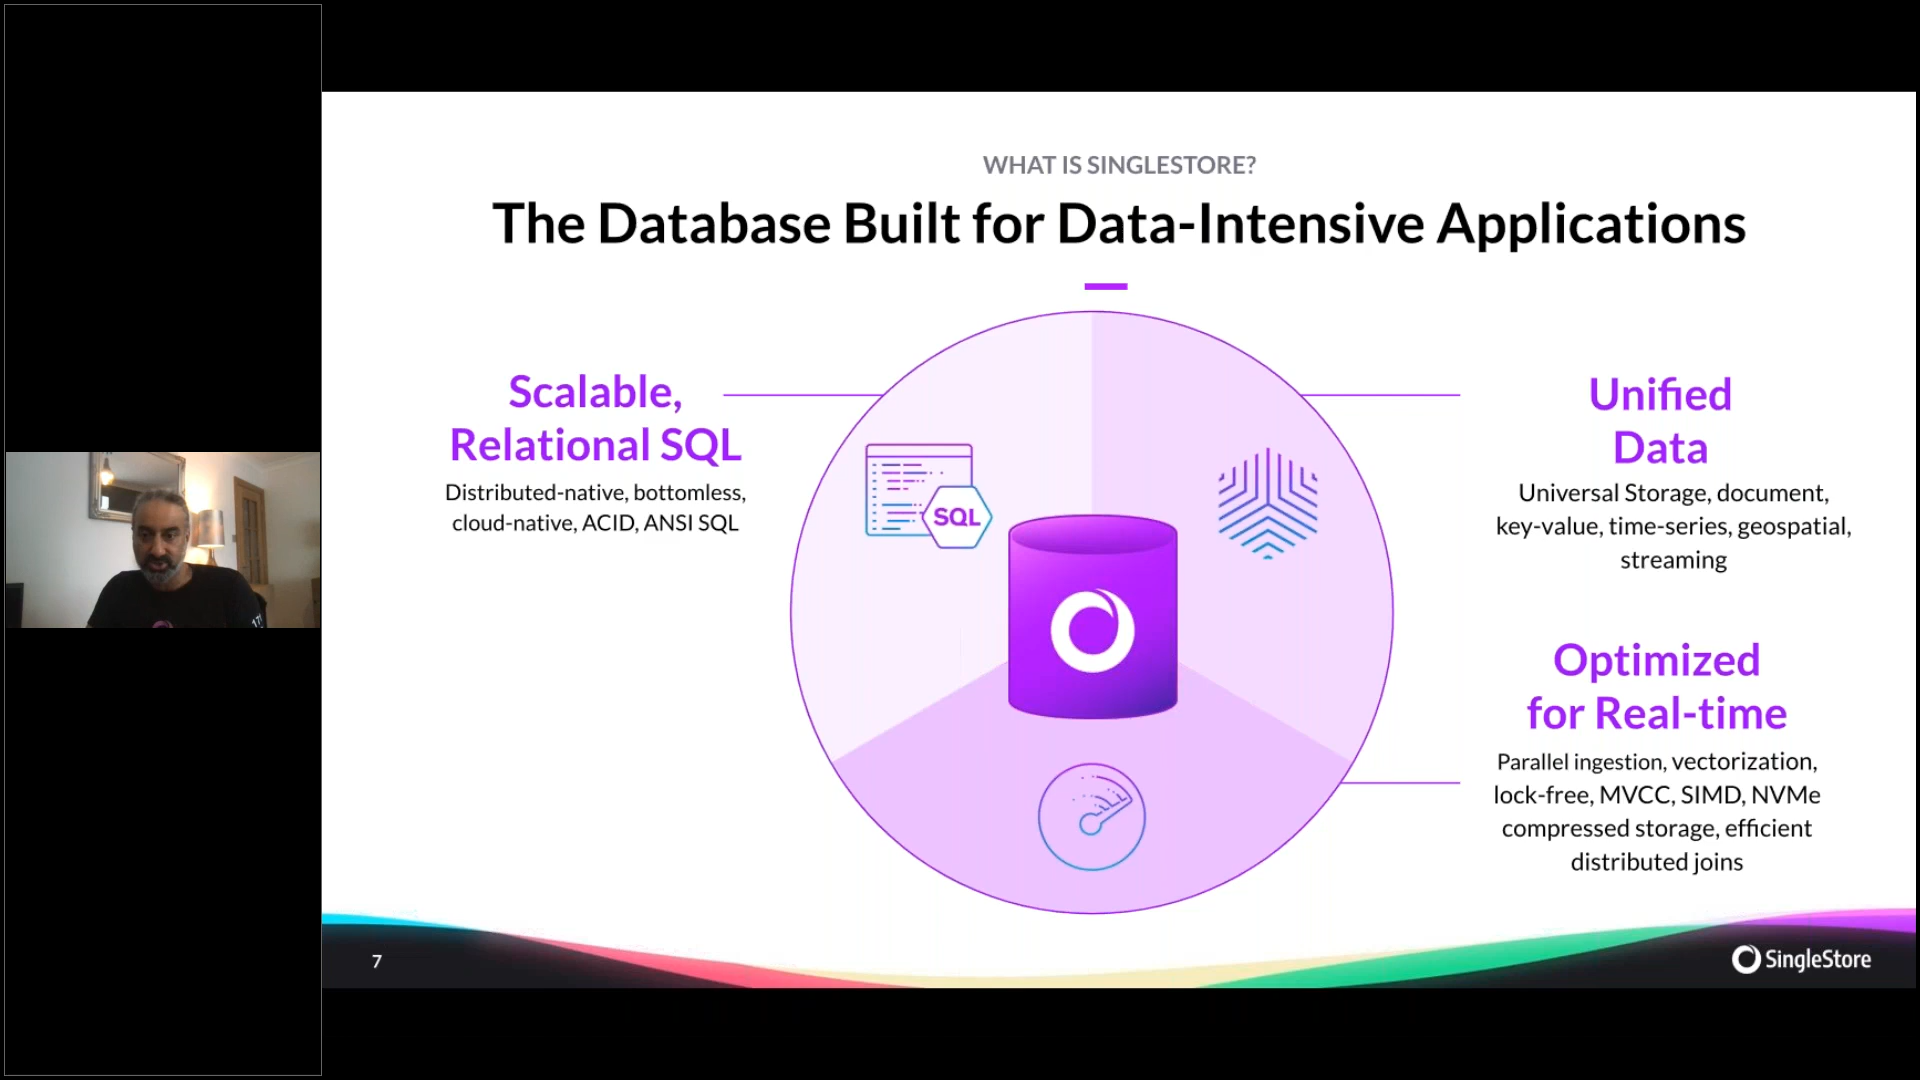 WHAT IS SINGLESTORE?
The Database Built for Data-Intensive Applications
Scalable,
Relational SQL
Distributed-native, bottomless,
cloud-native, ACID, ANSI SQL
SQL
Unified
Data
Universal Storage, document,
key-value, time-series, geospatial,
streaming
Optimized
for Real-time
Parallel ingestion, vectorization,
lock-free, MVCC, SIMD, NVMe
compressed storage, efficient
distributed joins
7
SingleStore